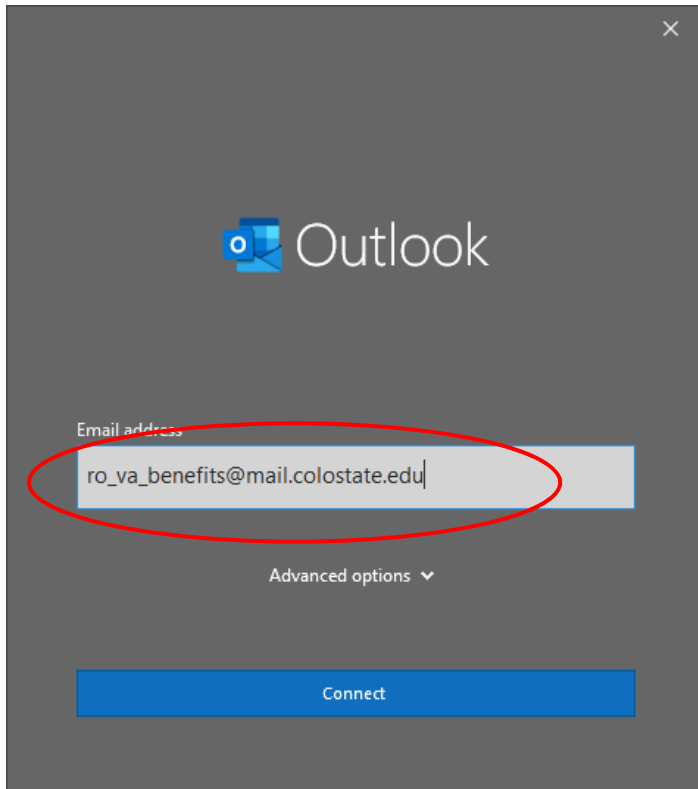 Outlook
Email address
ro_va_benefits@mail.colostate.edu
Advanced options
Connect